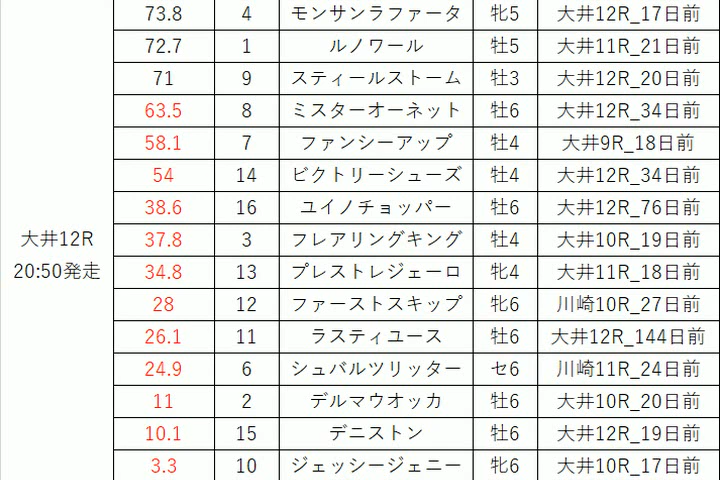 73.8 4 モンサンラファータ 牝5 大井12R_17日前
72.7 1 ルノワール 牡5 大井11R_21日前
71 9 スティールストーム 牡3 大井12R_20日前
63.5 8 ミスターオーネット 牡6 大井12R_34日前
58.1 7 ファンシーアップ 牡4 大井9R_18日前
54 14 ビクトリーシューズ 牡4 大井12R_34日前
38.6 16 ユイノチョッパー 牡6 大井12R_76日前
大井12R
20:50発走
37.8 3 フレアリングキング 牡4 大井10R_19日前
34.8 13 プレストレジェーロ 牝4 大井11R_18日前
28 12 ファーストスキップ 牝6 川崎10R_27日前
26.1 11 ラスティユース 牡6 大井12R_144日前
24.9 6 シュバルツリッター セ6 川崎11R_24日前
11 2 デルマウオッカ 牡6 大井10R_20日前
10.1 15 デニストン 牡6 大井12R_19日前
3.3 10 ジェッシージェニー 牝6 大井10R_17日前